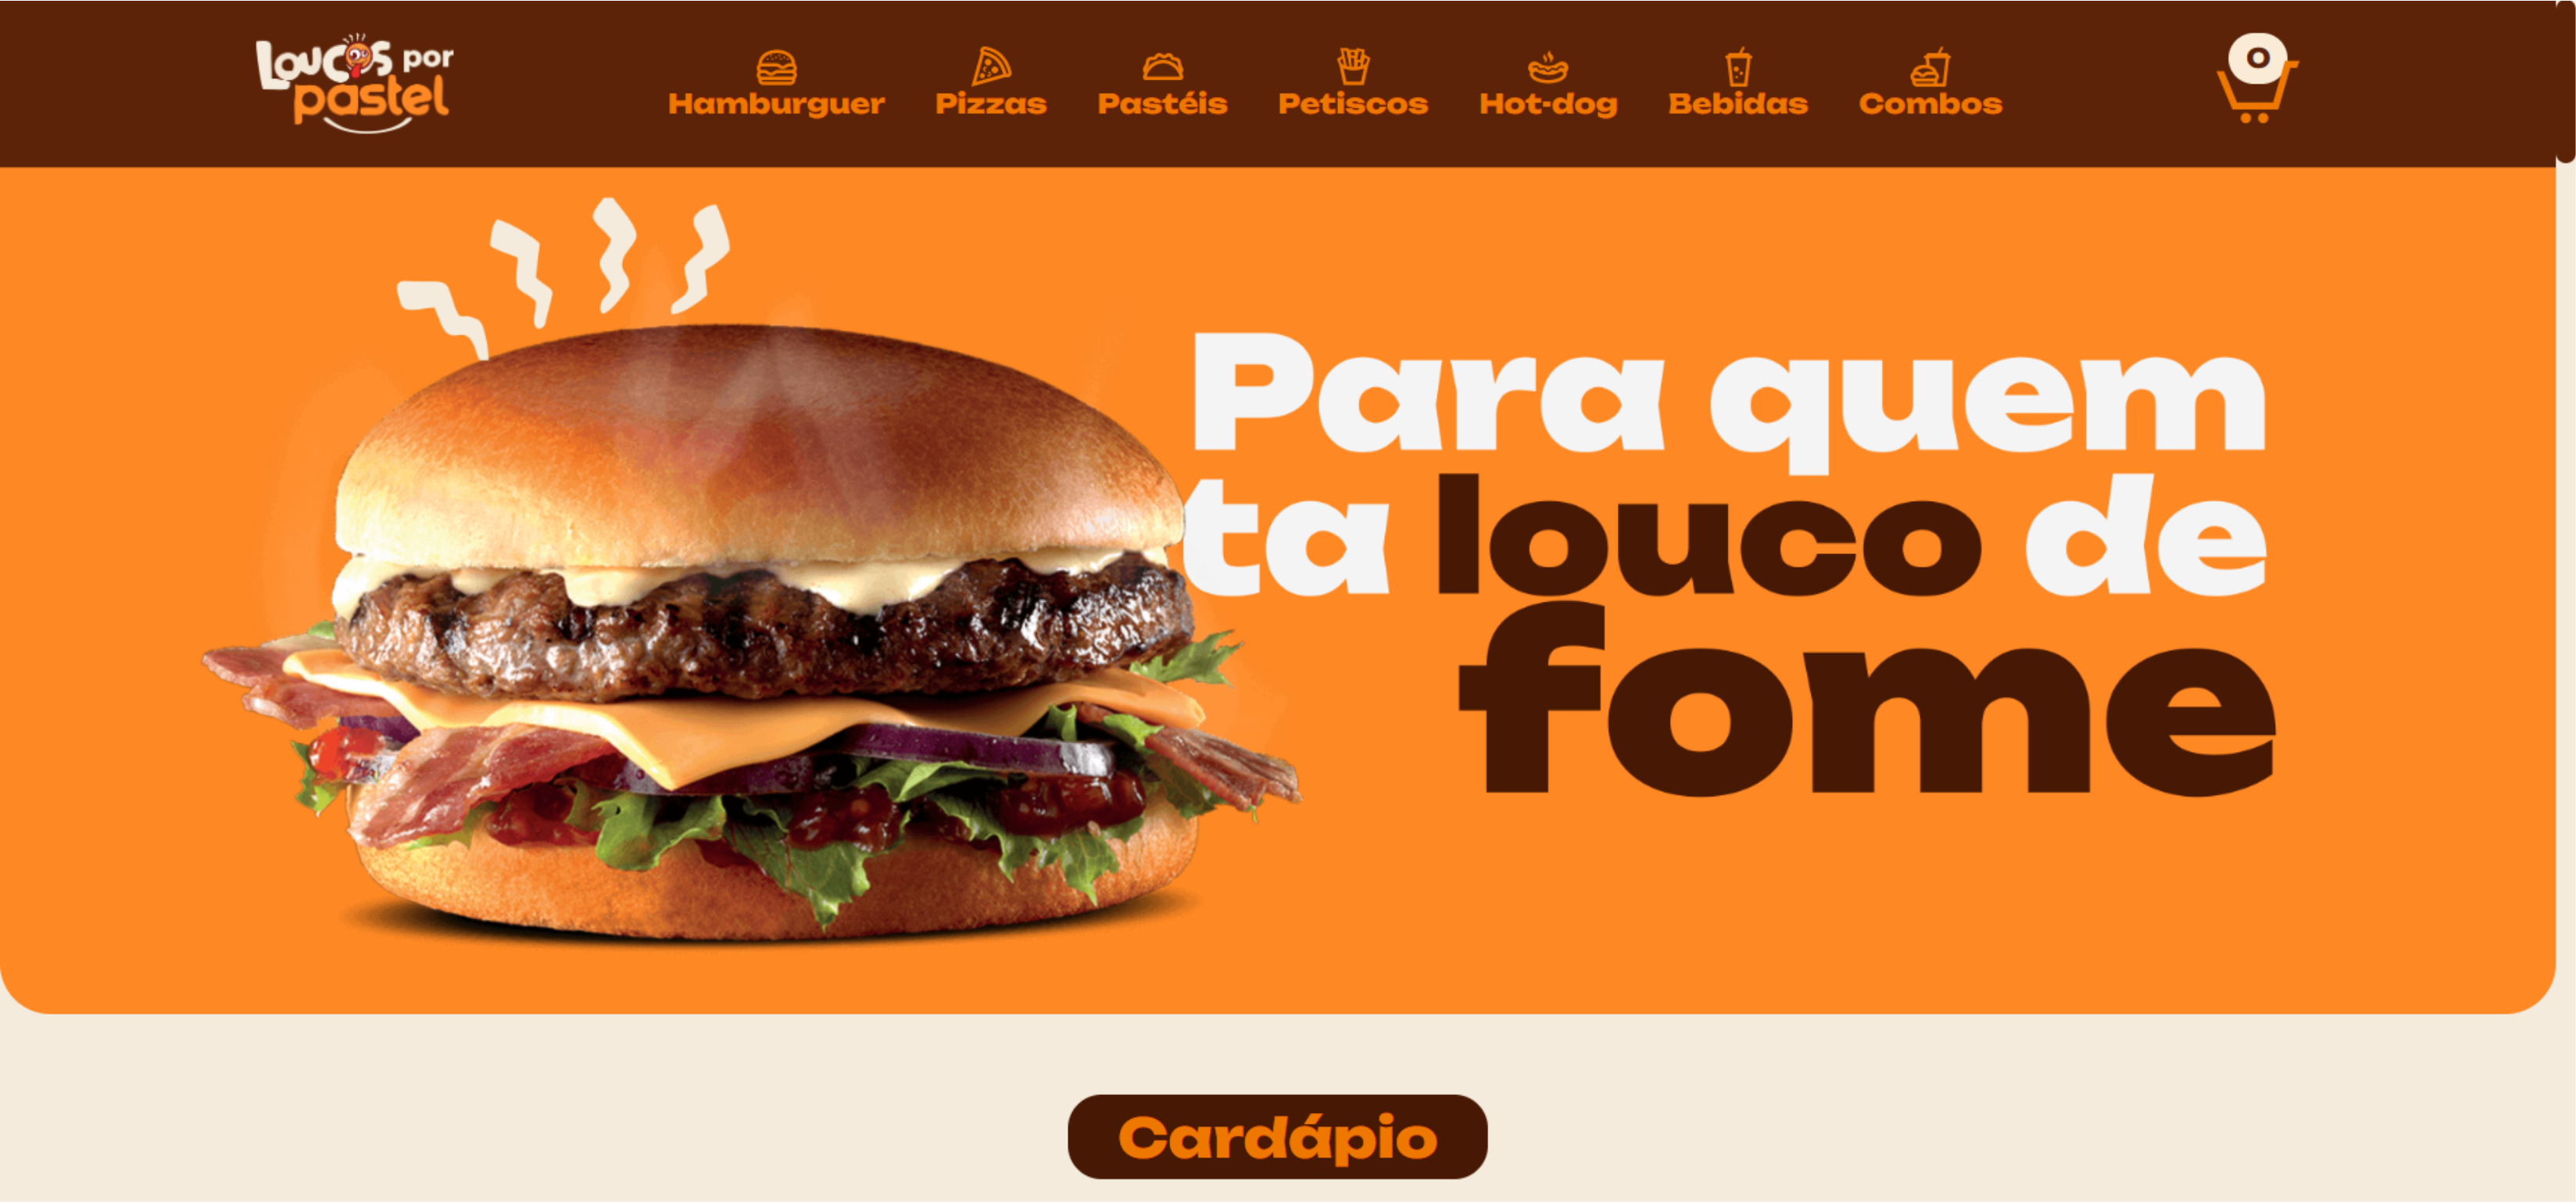 Loucos por
pastel
Hamburguer
Pizzas
Pastéis
Petiscos
Hot-dog
Bebidas
Combos
0
Para quem
ta louco de
fome
Cardápio